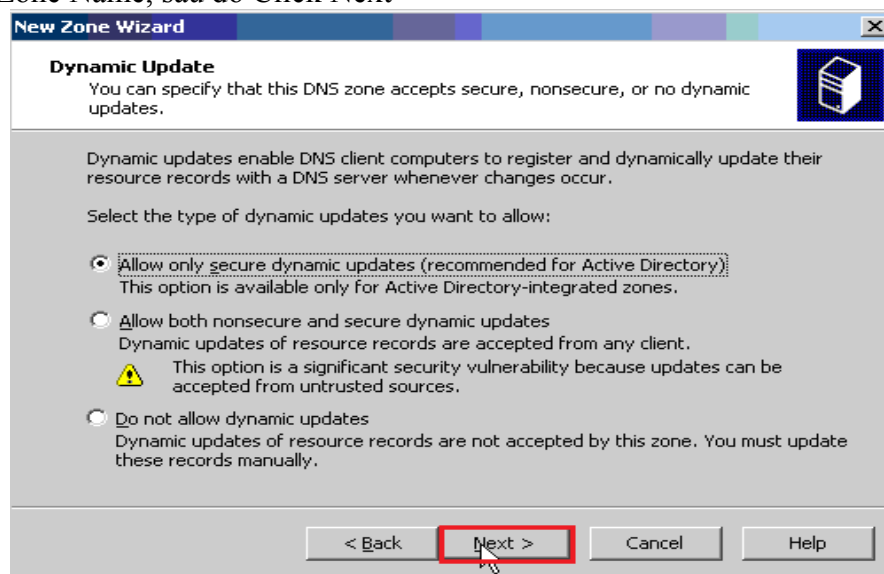 Zone Name, sau đó Click Next
New Zone Wizard
Dynamic Update
You can specify that this DNS zone accepts secure, nonsecure, or no dynamic
updates.
Dynamic updates enable DNS client computers to register and dynamically update their
resource records with a DNS server whenever changes occur.
Select the type of dynamic updates you want to allow:
Allow only secure dynamic updates (recommended for Active Directory)
This option is available only for Active Directory-integrated zones.
Allow both nonsecure and secure dynamic updates
Dynamic updates of resource records are accepted from any client.
This option is a significant security vulnerability because updates can be
accepted from untrusted sources.
Do not allow dynamic updates
Dynamic updates of resource records are not accepted by this zone. You must update
these records manually.
< Back Next > Cancel Help